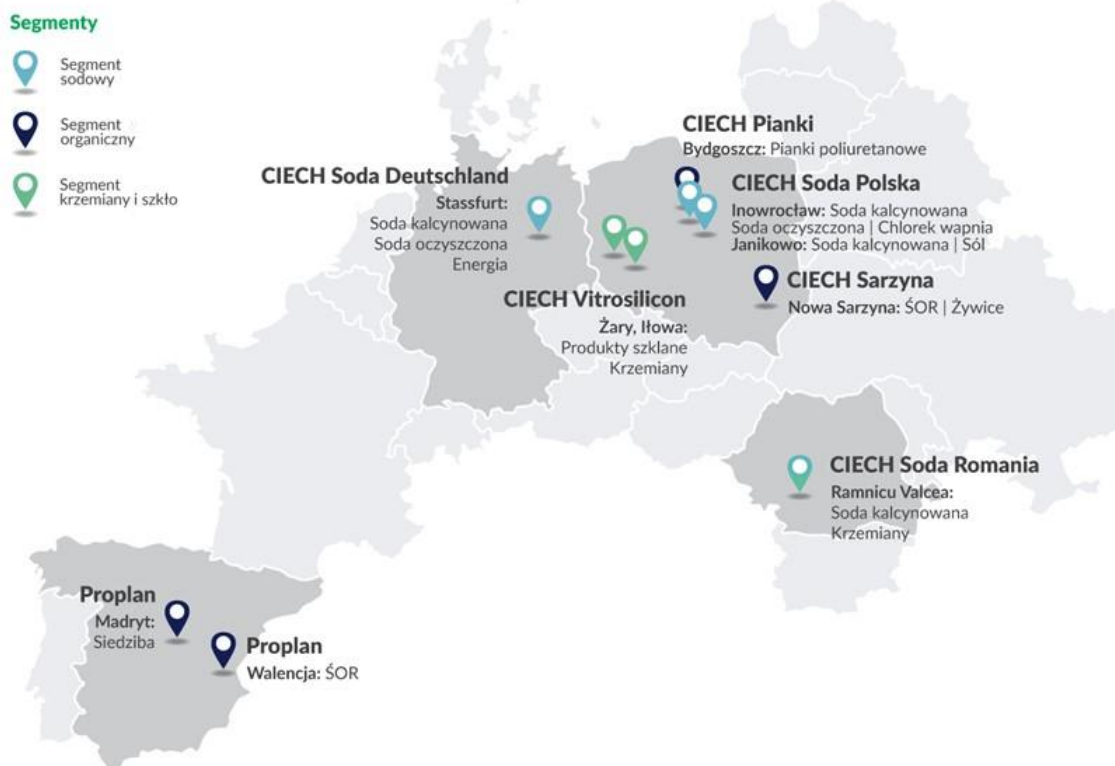 Segmenty
Segment
sodowy
Segment
organiczny
Segment
krzemiany i szkło
CIECH Pianki
Bydgoszcz: Pianki poliuretanowe
CIECH Soda Deutschland
Stassfurt:
Soda kalcynowana
Soda oczyszczona
Energia
CIECH Soda Polska
Inowrocław: Soda kalcynowana
Soda oczyszczona | Chlorek wapnia
Janikowo: Soda kalcynowana | Sól
CIECH Sarzyna
Nowa Sarzyna: ŚOR | Żywice
CIECH Vitrosilicon
Żary, Iłowa:
Produkty szklane
Krzemiany
CIECH Soda Romania
Ramnicu Valcea:
Soda kalcynowana
Krzemiany
Proplan
Madryt:
Siedziba
Proplan
Walencja: ŚOR